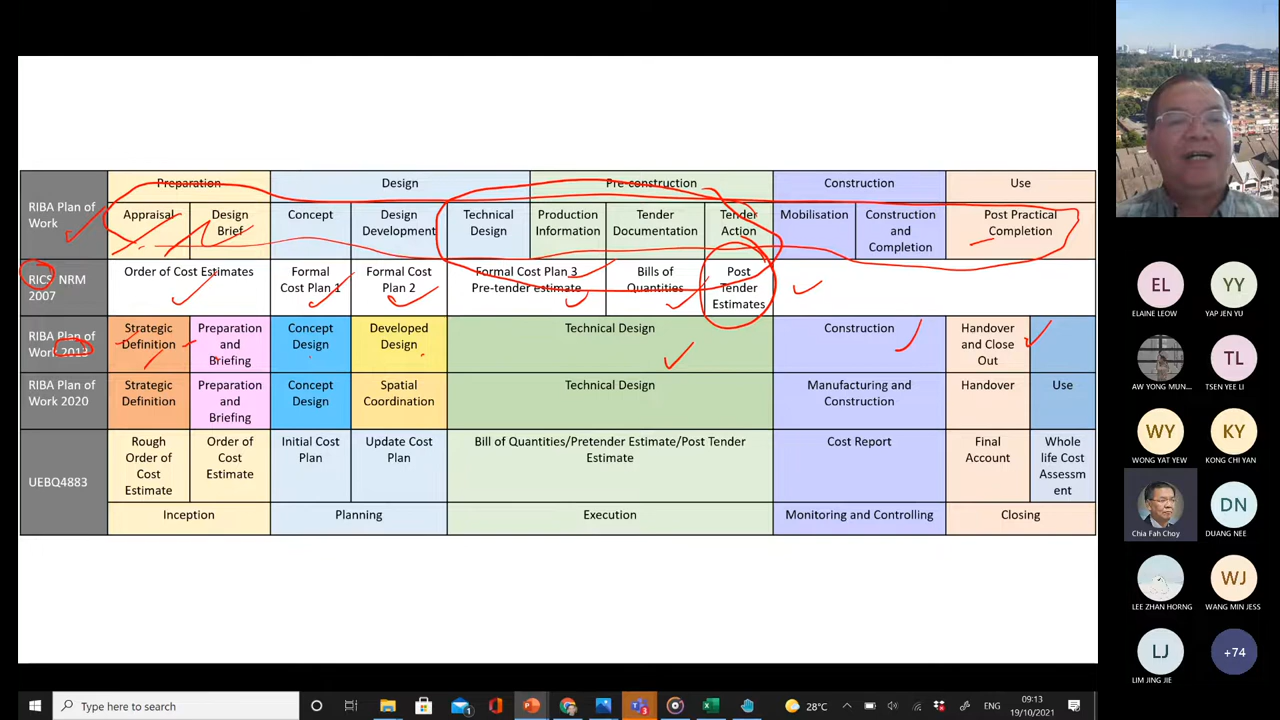 RIBA Plan of
Work
Preparation
Design
Pre-construction
Construction
Use
Appraisal
Design
Brief
Concept
Design
Development
Technical
Design
Production
Information
Tender
Documentation
Tender
Action
Mobilisation
Construction
and
Completion
Post Practical
Completion
RICS NRM
2007
Order of Cost Estimates
Formal
Cost Plan 1
Formal Cost
Plan 2
Formal Cost Plan 3
Pre-tender estimate
Bills of
Quantities
Post
Tender
Estimates
RIBA Plan of
Work 2013
Strategic
Definition
Preparation
and
Briefing
Concept
Design
Developed
Design
Technical Design
Construction
Handover
and Close
Out
RIBA Plan of
Work 2020
Strategic
Definition
Preparation
and
Briefing
Concept
Design
Spatial
Coordination
Technical Design
Manufacturing and
Construction
Handover
Use
UEBQ4883
Rough
Order of
Cost
Estimate
Order of
Cost
Estimate
Initial Cost
Plan
Update Cost
Plan
Bill of Quantities/Pretender Estimate/Post Tender
Estimate
Cost Report
Final
Account
Whole
life Cost
Assessm
ent
Inception
Planning
Execution
Monitoring and Controlling
Closing
EL
ELAINE LEOW
YY
YAP JEN YU
AW YONG MUN...
TL
TSEN YEE LI
WY
WONG YAT YEW
KY
KONG CHI YAN
Chia Fah Choy
DN
DUANG NEE
LEE ZHAN HORNG
WJ
WANG MIN JESS
LJ
LIM JING JIE
+74
Type here to search
1
28°C
ENG
09:13
19/10/2021